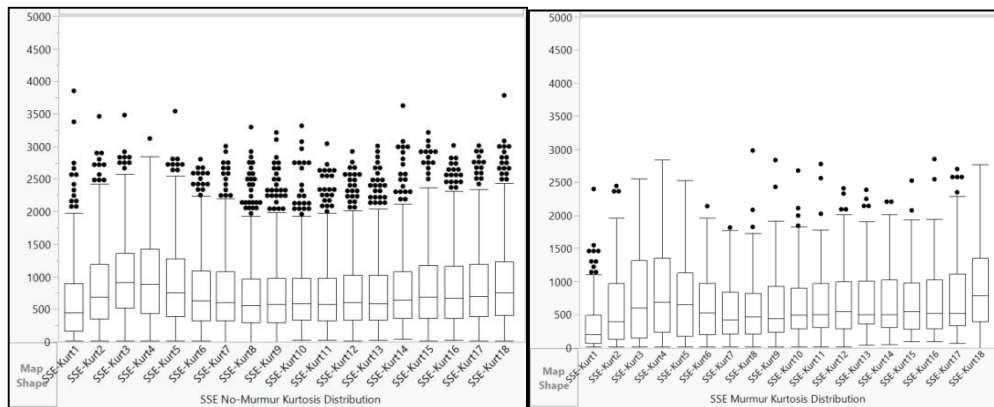 5000
4500
4000
3500
3000
2500
2000
1500
1000
500
0
SSE-Kurt1
SSE-Kurt2
SSE-Kurt3
SSE-Kurt4
SSE-Kurt5
SSE-Kurt6
SSE-Kurt7
SSE-Kurt8
SSE-Kurt9
SSE-Kurt10
SSE-Kurt11
SSE-Kurt12
SSE-Kurt13
SSE-Kurt14
SSE-Kurt15
SSE-Kurt16
SSE-Kurt17
SSE-Kurt18
Map
Shape
SSE No-Murmur Kurtosis Distribution
5000
4500
4000
3500
3000
2500
2000
1500
1000
500
0
SSE-Kurt1
SSE-Kurt2
SSE-Kurt3
SSE-Kurt4
SSE-Kurt5
SSE-Kurt6
SSE-Kurt7
SSE-Kurt8
SSE-Kurt9
SSE-Kurt10
SSE-Kurt11
SSE-Kurt12
SSE-Kurt13
SSE-Kurt14
SSE-Kurt15
SSE-Kurt16
SSE-Kurt17
SSE-Kurt18
Map
Shape
SSE Murmur Kurtosis Distribution